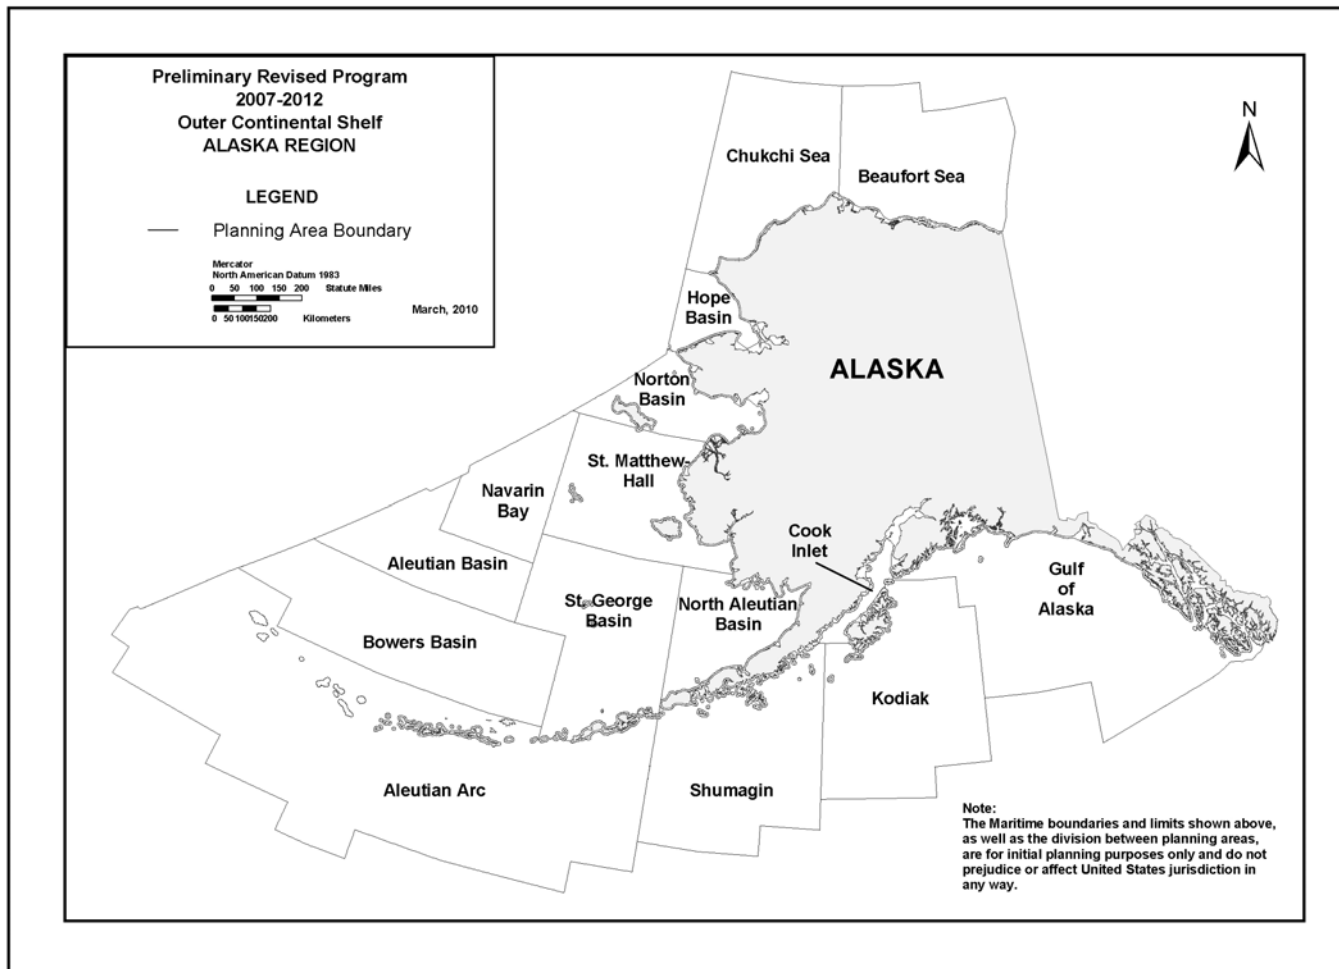 Preliminary Revised Program
2007-2012
Outer Continental Shelf
ALASKA REGION
LEGEND
Planning Area Boundary
Mercator
North American Datum 1983
0 50 100 150 200 Statute Miles
0 50 100150200 Kilometers
March, 2010
N
Chukchi Sea
Beaufort Sea
Hope
Basin
ALASKA
Norton
Basin
St. Matthew-
Hall
Navarin
Bay
Cook
Inlet
Aleutian Basin
Gulf
of
Alaska
St. George
Basin
North Aleutian
Basin
Bowers Basin
Kodiak
Aleutian Arc
Shumagin
Note:
The Maritime boundaries and limits shown above,
as well as the division between planning areas,
are for initial planning purposes only and do not
prejudice or affect United States jurisdiction in
any way.